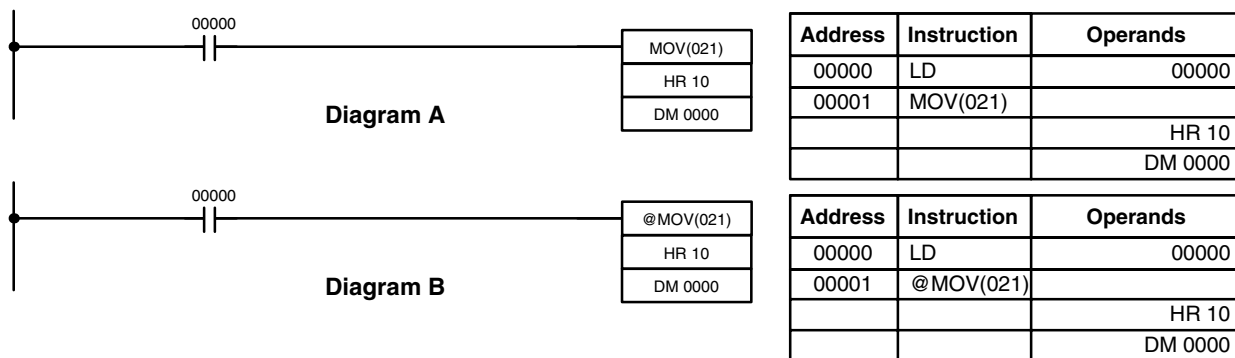 00000
MOV(021)
HR 10
DM 0000
Diagram A
Address Instruction Operands
00000 LD 00000
00001 MOV(021)
HR 10
DM 0000
00000
@MOV(021)
HR 10
DM 0000
Diagram B
Address Instruction Operands
00000 LD 00000
00001 @MOV(021)
HR 10
DM 0000